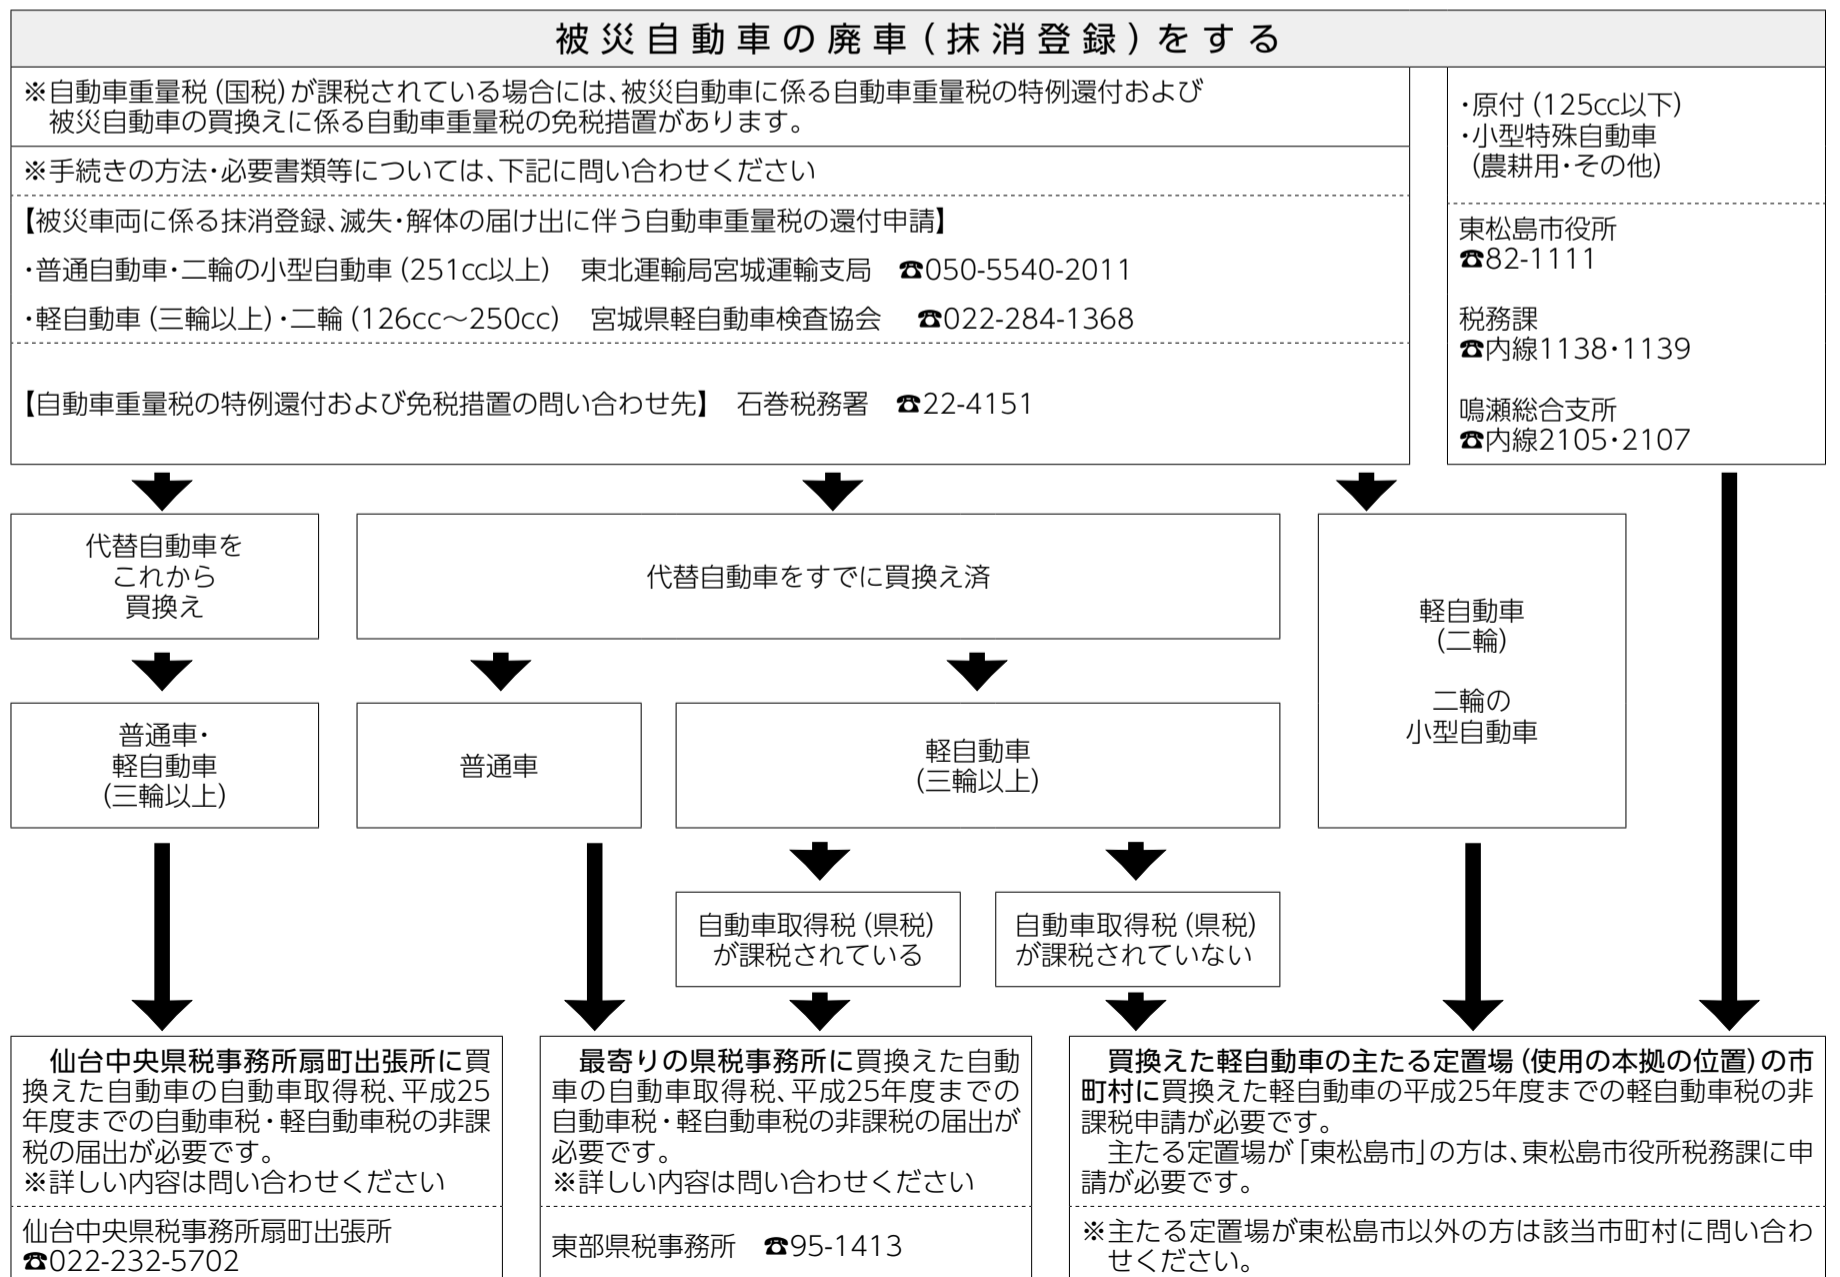 被災自動車の廃車(抹消登録)をする
※自動車重量税(国税)が課税されている場合には、被災自動車に係る自動車重量税の特例還付および
被災自動車の買換えに係る自動車重量税の免税措置があります。
※手続きの方法・必要書類等については、下記に問い合わせください
【被災車両に係る抹消登録、滅失・解体の届け出に伴う自動車重量税の還付申請】
・普通自動車・二輪の小型自動車(251cc以上) 東北運輸局宮城運輸支局 ☎050-5540-2011
・軽自動車(三輪以上)・二輪(126cc～250cc) 宮城県軽自動車検査協会 ☎022-284-1368
【自動車重量税の特例還付および免税措置の問い合わせ先】 石巻税務署 ☎22-4151
・原付(125cc以下)
・小型特殊自動車
(農耕用・その他)
東松島市役所
☎82-1111
税務課
☎内線1138・1139
鳴瀬総合支所
☎内線2105・2107
代替自動車を
これから
買換え
代替自動車をすでに買換え済
軽自動車
(二輪)
二輪の
小型自動車
普通車・
軽自動車
(三輪以上)
普通車
軽自動車
(三輪以上)
自動車取得税(県税)
が課税されている
自動車取得税(県税)
が課税されていない
仙台中央県税事務所扇町出張所に買
換えた自動車の自動車取得税、平成25
年度までの自動車税・軽自動車税の非課
税の届出が必要です。
※詳しい内容は問い合わせください
仙台中央県税事務所扇町出張所
☎022-232-5702
最寄りの県税事務所に買換えた自動
車の自動車取得税、平成25年度までの
自動車税・軽自動車税の非課税の届出が
必要です。
※詳しい内容は問い合わせください
東部県税事務所 ☎95-1413
買換えた軽自動車の主たる定置場(使用の本拠の位置)の市
町村に買換えた軽自動車の平成25年度までの軽自動車税の非
課税申請が必要です。
主たる定置場が「東松島市」の方は、東松島市役所税務課に申
請が必要です。
※主たる定置場が東松島市以外の方は該当市町村に問い合わ
せください。